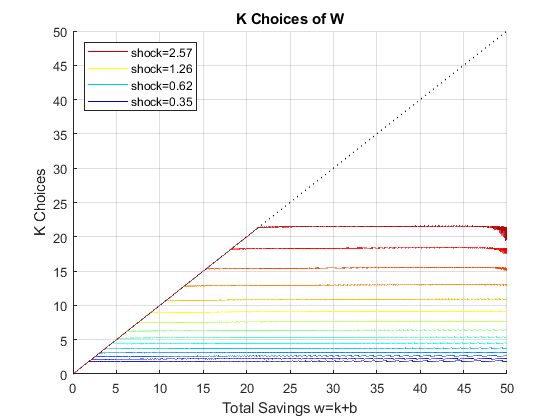 K Choices of W
50
45
40
35
30
25
20
15
10
5
0
K Choices
shock=2.57
shock=1.26
shock=0.62
shock=0.35
0 5 10 15 20 25 30 35 40 45 50
Total Savings w=k+b